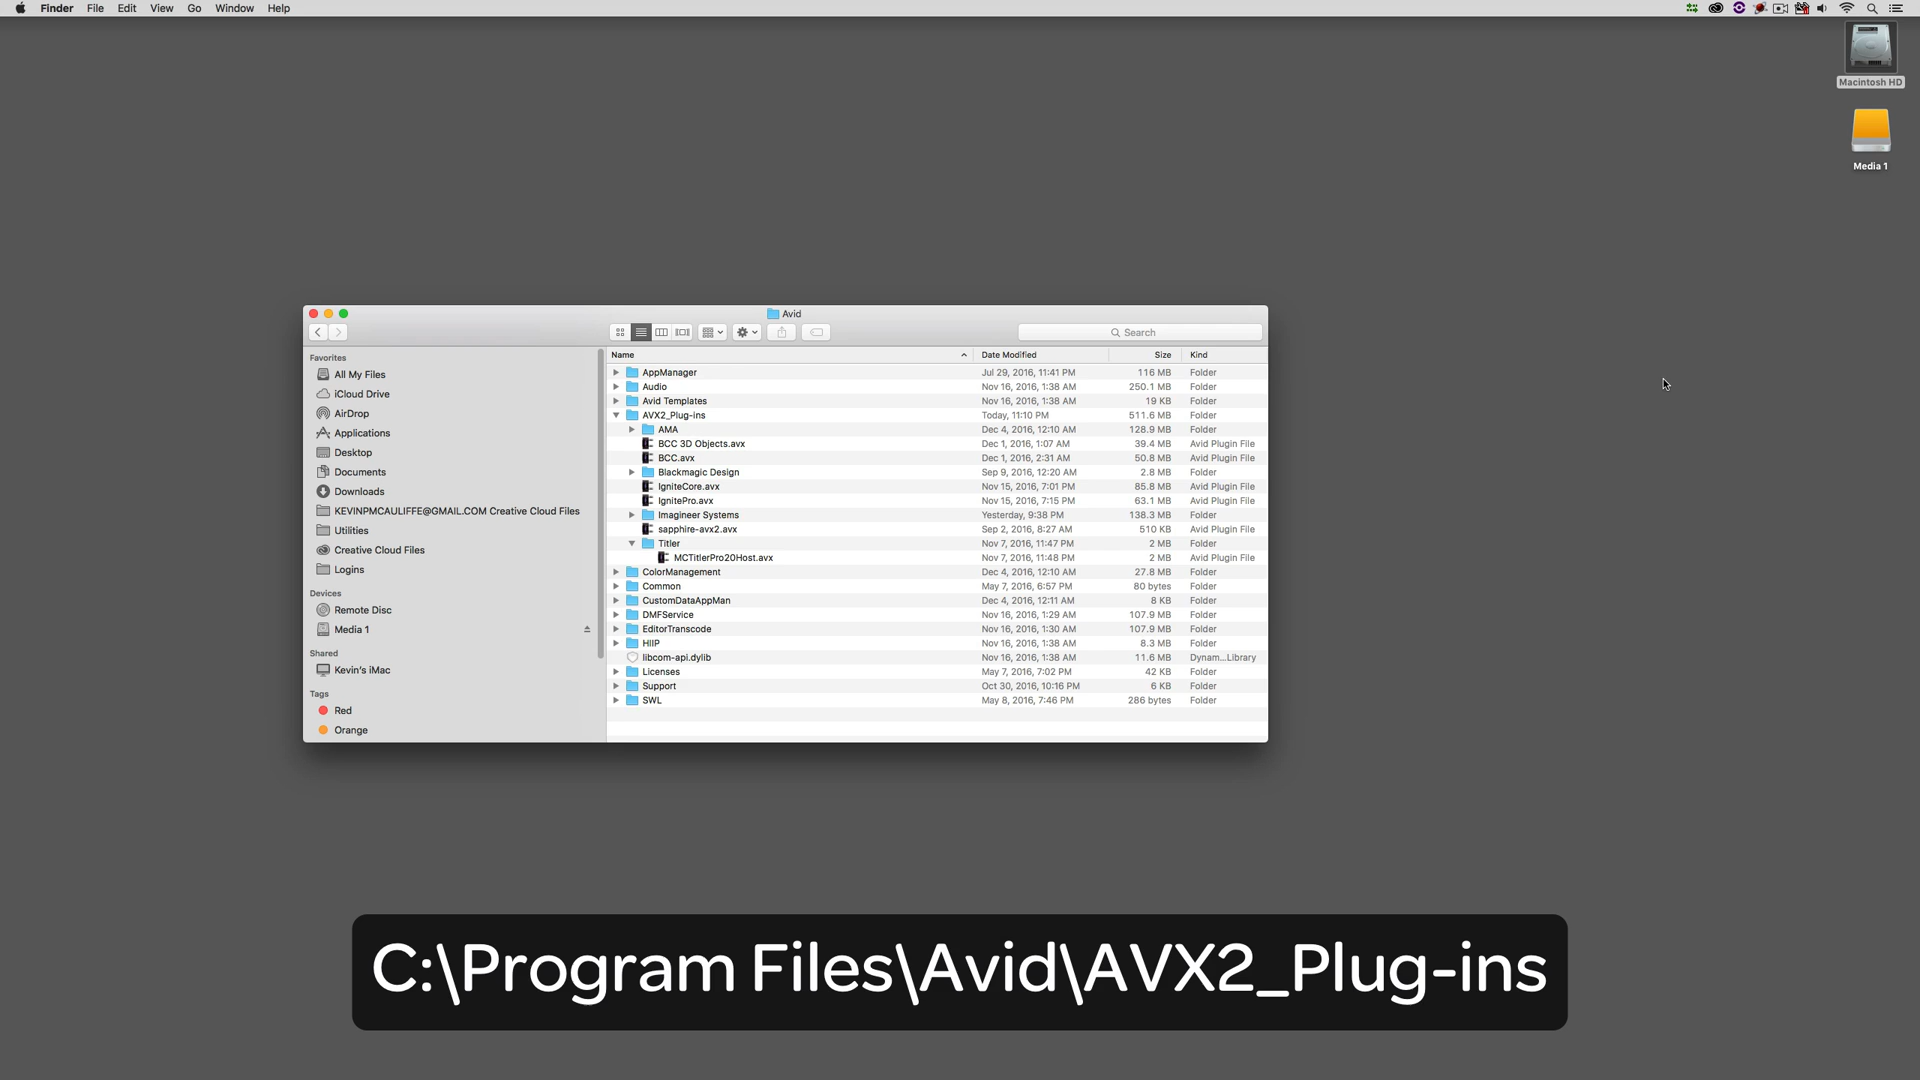 Finder File Edit View Go Window Help
Macintosh HD
Media 1
Avid
Search
Favorites
All My Files
iCloud Drive
AirDrop
Applications
Desktop
Documents
Downloads
KEVINPMCAULIFFE@GMAIL.COM Creative Cloud Files
Utilities
Creative Cloud Files
Logins
Devices
Remote Disc
Media 1
Shared
Kevin's iMac
Tags
Red
Orange
Name Date Modified Size Kind
AppManager Jul 29, 2016, 11:41 PM 116 MB Folder
Audio Nov 16, 2016, 1:38 AM 250.1 MB Folder
Avid Templates Nov 16, 2016, 1:38 AM 19 KB Folder
AVX2_Plug-ins Today, 11:10 PM 511.6 MB Folder
AMA Dec 4, 2016, 12:10 AM 128.9 MB Folder
BCC 3D Objects.avx Dec 1, 2016, 1:07 AM 39.4 MB Avid Plugin File
BCC.avx Dec 1, 2016, 2:31 AM 50.8 MB Avid Plugin File
Blackmagic Design Sep 9, 2016, 12:20 AM 2.8 MB Folder
IgniteCore.avx Nov 15, 2016, 7:01 PM 85.8 MB Avid Plugin File
IgnitePro.avx Nov 15, 2016, 7:15 PM 63.1 MB Avid Plugin File
Imagineer Systems Yesterday, 9:38 PM 138.3 MB Folder
sapphire-avx2.avx Sep 2, 2016, 8:27 AM 510 KB Avid Plugin File
Titler Nov 7, 2016, 11:47 PM 2 MB Folder
MCTitlerPro20Host.avx Nov 7, 2016, 11:48 PM 2 MB Avid Plugin File
ColorManagement Dec 4, 2016, 12:10 AM 27.8 MB Folder
Common May 7, 2016, 6:57 PM 80 bytes Folder
CustomDataAppMan Dec 4, 2016, 12:11 AM 8 KB Folder
DMFService Nov 16, 2016, 1:29 AM 107.9 MB Folder
EditorTranscode Nov 16, 2016, 1:30 AM 107.9 MB Folder
HIIP Nov 16, 2016, 1:38 AM 8.3 MB Folder
libcom-api.dylib Nov 16, 2016, 1:38 AM 11.6 MB Dynam...Library
Licenses May 7, 2016, 7:02 PM 42 KB Folder
Support Oct 30, 2016, 10:16 PM 6 KB Folder
SWL May 8, 2016, 7:46 PM 286 bytes Folder
C:\Program Files\Avid\AVX2_Plug-ins